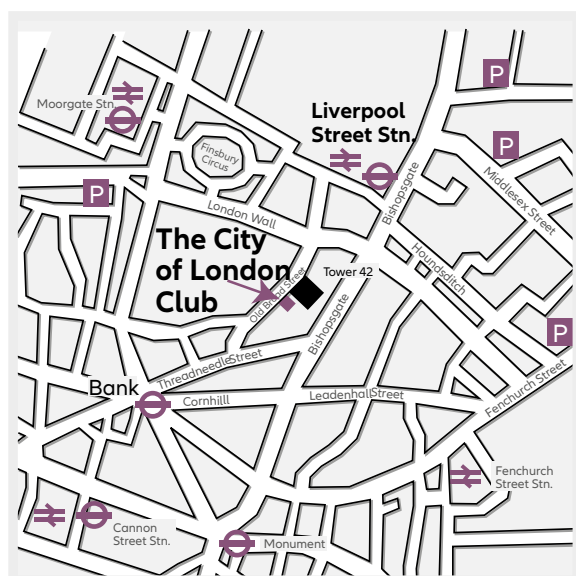 P
P
Moorgate Stn.
Liverpool
Street Stn.
Finsbury
Circus
Middlesex Street
P
Bishopsgate
London Wall
The City
of London
Club
Tower 42
Houndsditch
Old Broad Street
Bishopsgate
P
Threadneedle Street
Bank
Cornhilll
Leadenhall Street
Fenchurch Street
Fenchurch
Street Stn.
Cannon
Street Stn.
Monument